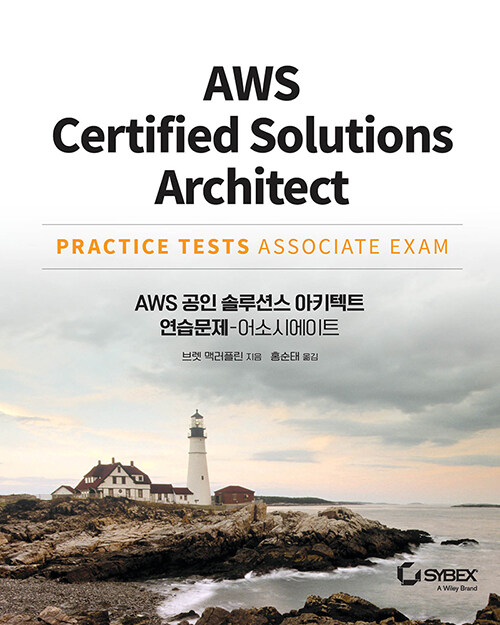 AWS
Certified Solutions
Architect
PRACTICE TESTS ASSOCIATE EXAM
AWS 공인 솔루션스 아키텍트
연습문제-어소시에이트
브렛 맥러플린 지음 홍순태 옮김
SYBEX®
A Wiley Brand